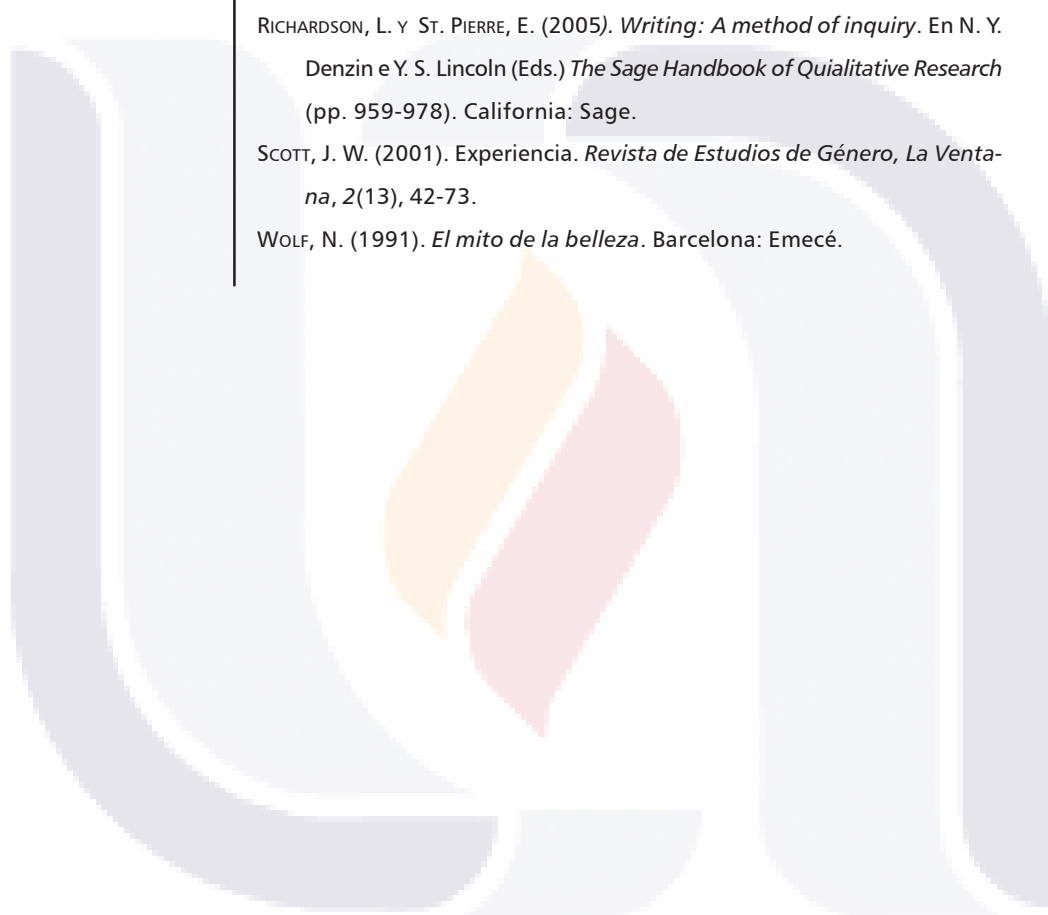 RICHARDSON, L. Y ST. PIERRE, E. (2005). Writing: A method of inquiry. En N. Y.
Denzin e Y. S. Lincoln (Eds.) The Sage Handbook of Quialitative Research
(pp. 959-978). California: Sage.
SCOTT, J. W. (2001). Experiencia. Revista de Estudios de Género, La Venta-
na, 2(13), 42-73.
WOLF, N. (1991). El mito de la belleza. Barcelona: Emecé.